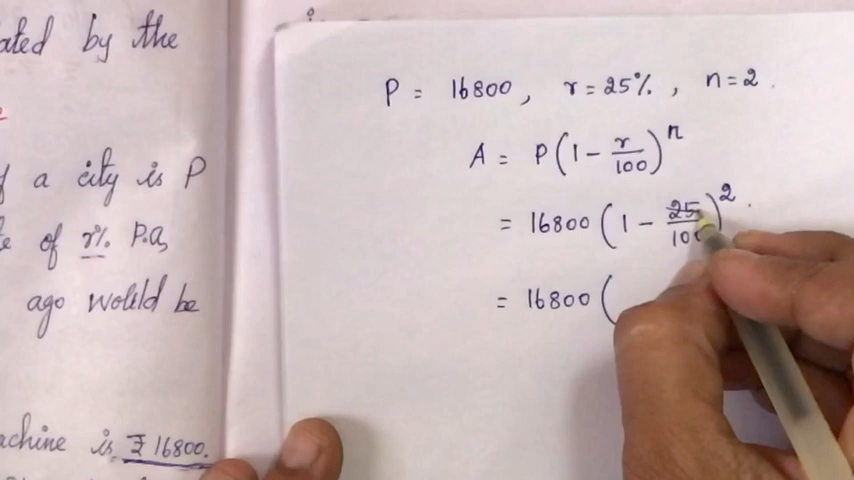 ated by the
a city is P
of r% P.a,
ago would be
achine is ₹ 16800.
P = 16800, r = 25%, n = 2.
A = P(1 - r/100)^n
= 16800 (1 - 25/100)^2.
= 16800 (